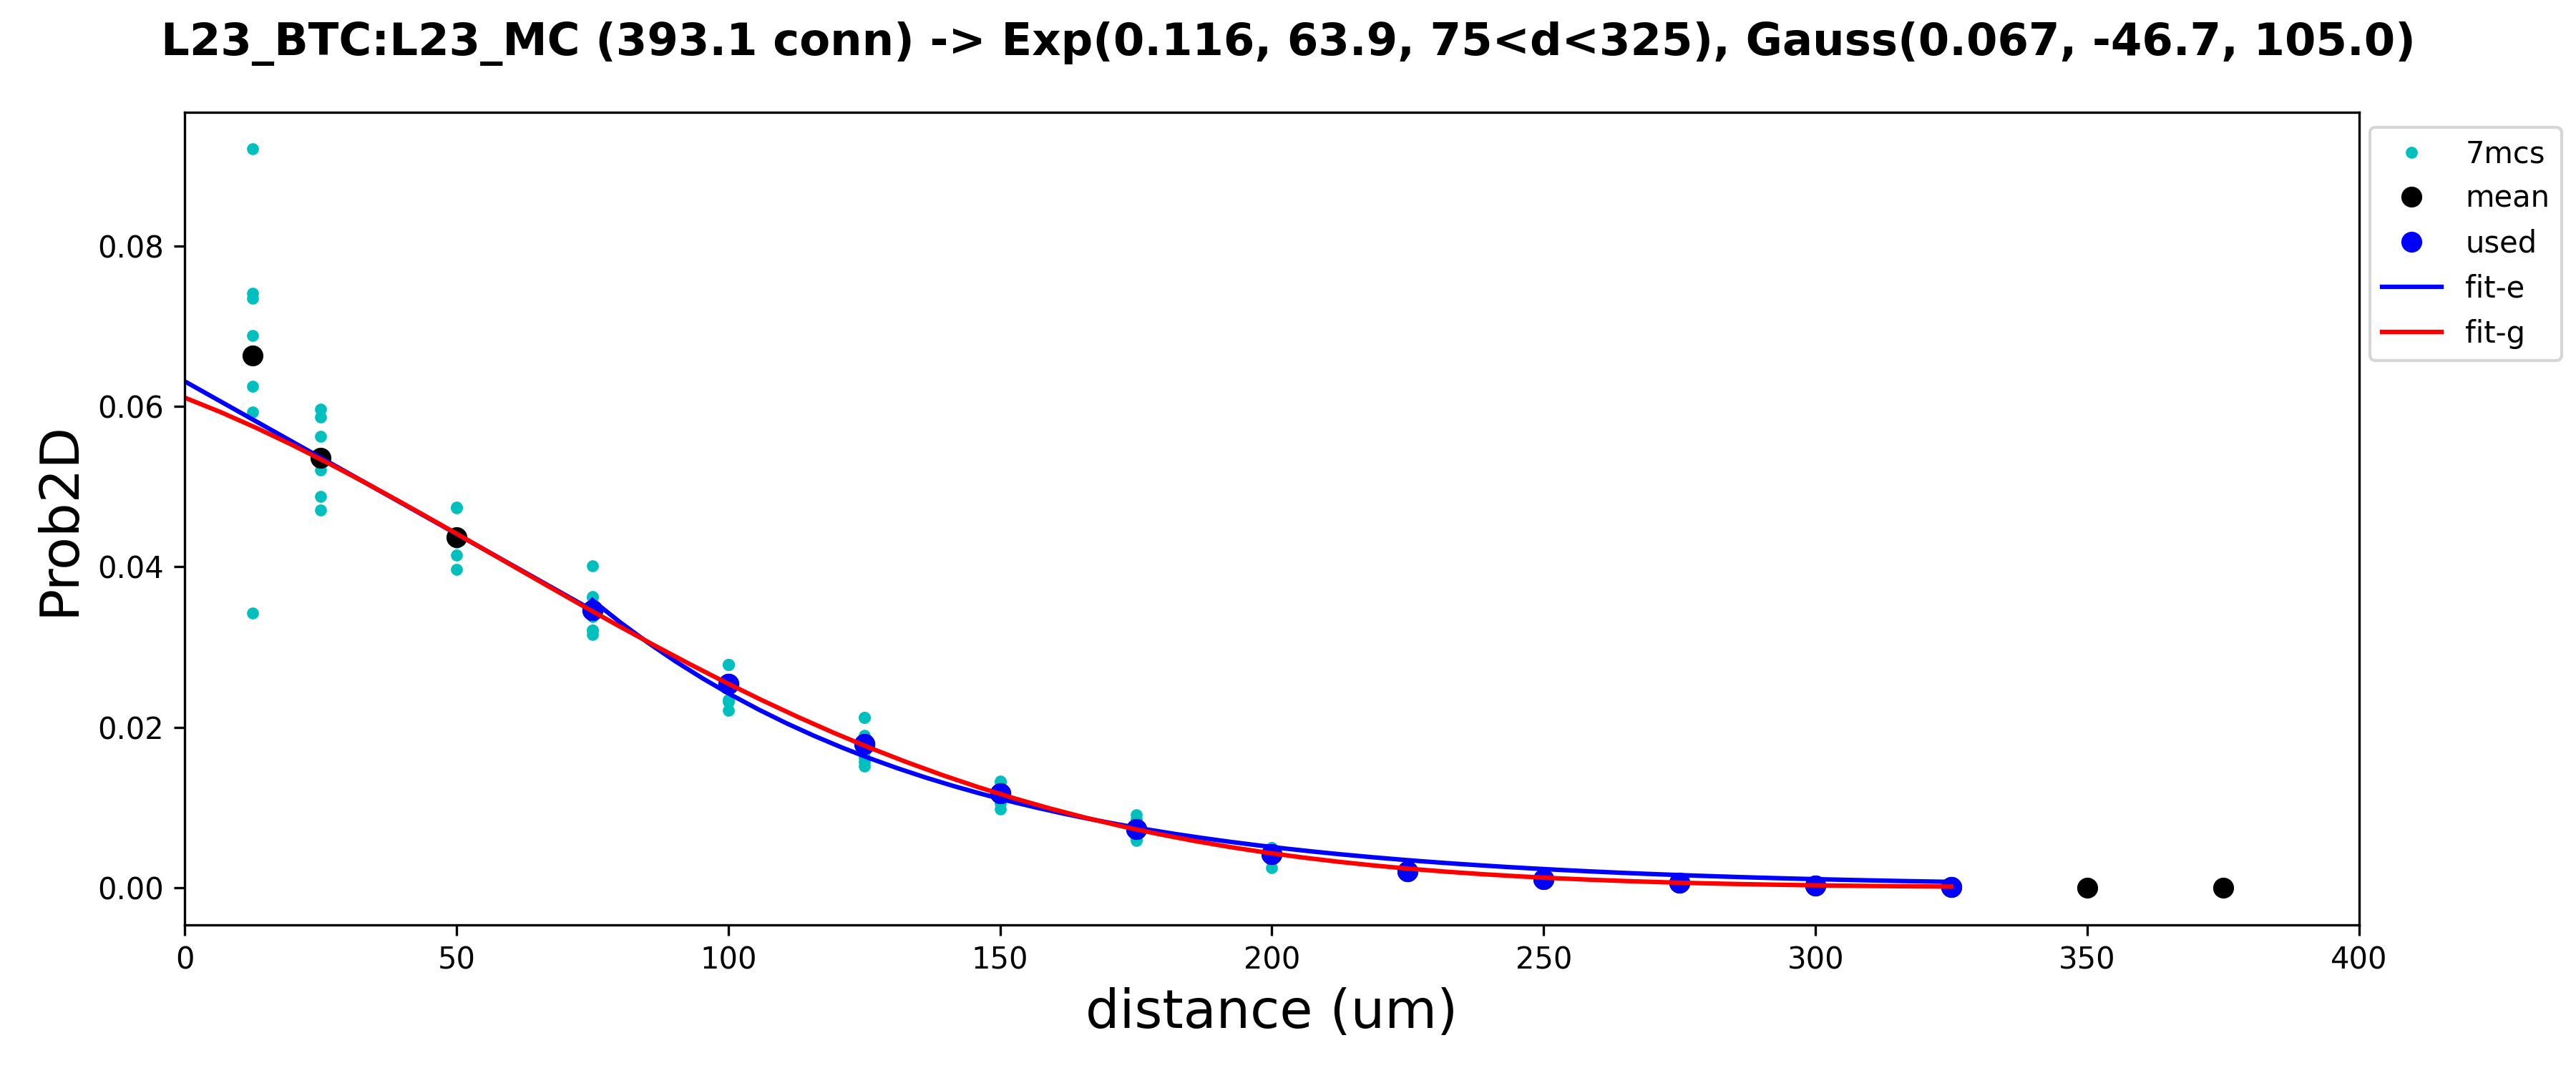 L23_BTC:L23_MC (393.1 conn) -> Exp(0.116, 63.9, 75<d<325), Gauss(0.067, -46.7, 105.0)
7mcs
mean
used
fit-e
fit-g
Prob2D
0.08
0.06
0.04
0.02
0.00
0 50 100 150 200 250 300 350 400
distance (um)